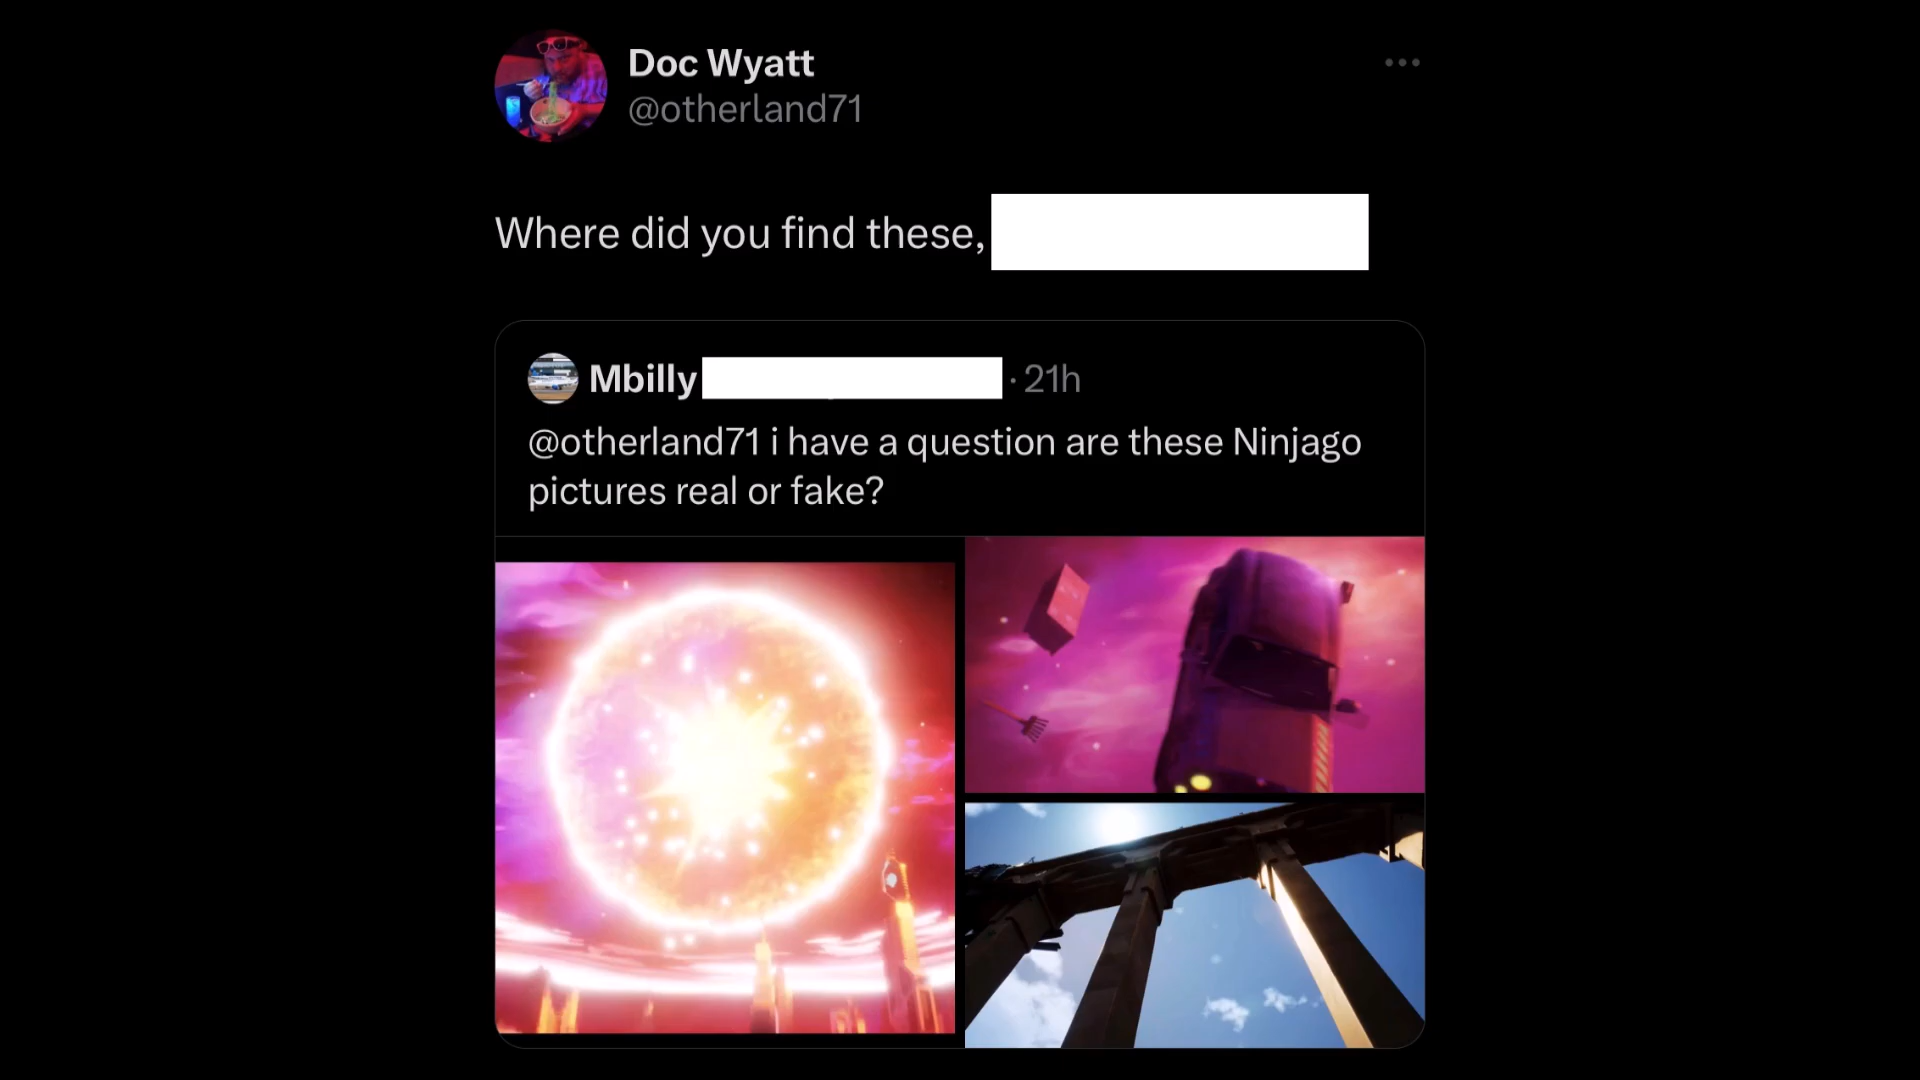 Doc Wyatt
@otherland71
Where did you find these,
Mbilly · 21h
@otherland71 i have a question are these Ninjago
pictures real or fake?